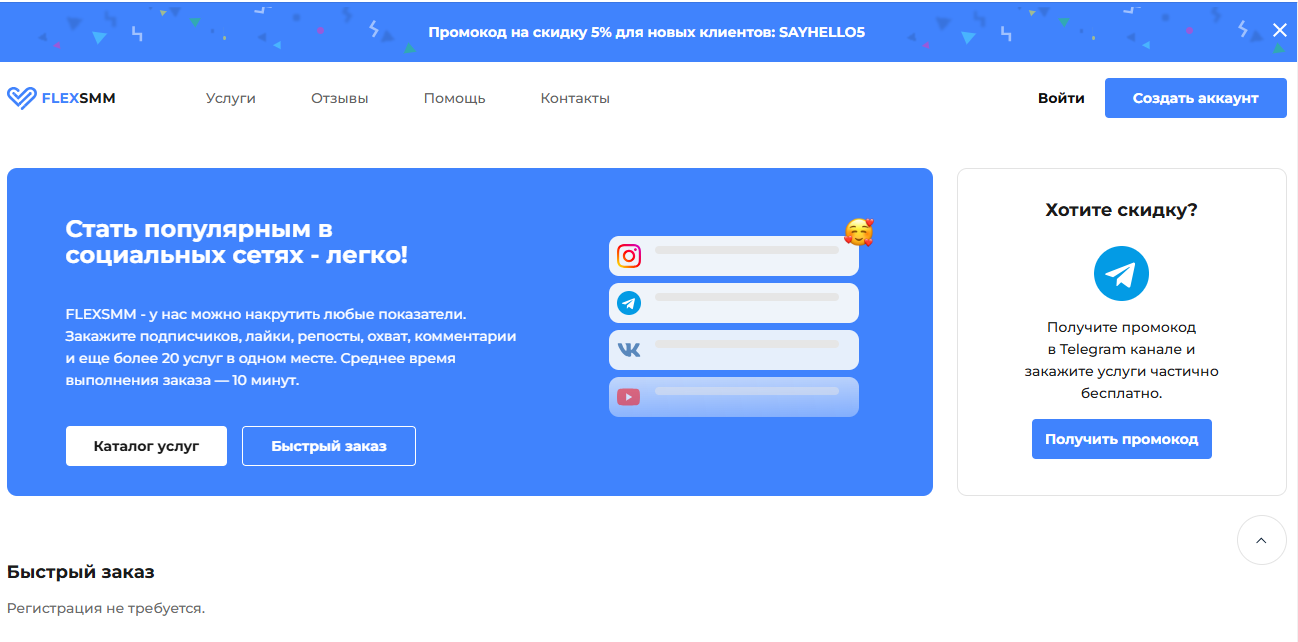 Промокод на скидку 5% для новых клиентов: SAYHELLO5
FLEXSMM
Услуги
Отзывы
Помощь
Контакты
Войти
Создать аккаунт
Стать популярным в
социальных сетях - легко!
FLEXSMM - у нас можно накрутить любые показатели.
Закажите подписчиков, лайки, репосты, охват, комментарии
и еще более 20 услуг в одном месте. Среднее время
выполнения заказа — 10 минут.
Каталог услуг
Быстрый заказ
Хотите скидку?
Получите промокод
в Telegram канале и
закажите услуги частично
бесплатно.
Получить промокод
Быстрый заказ
Регистрация не требуется.